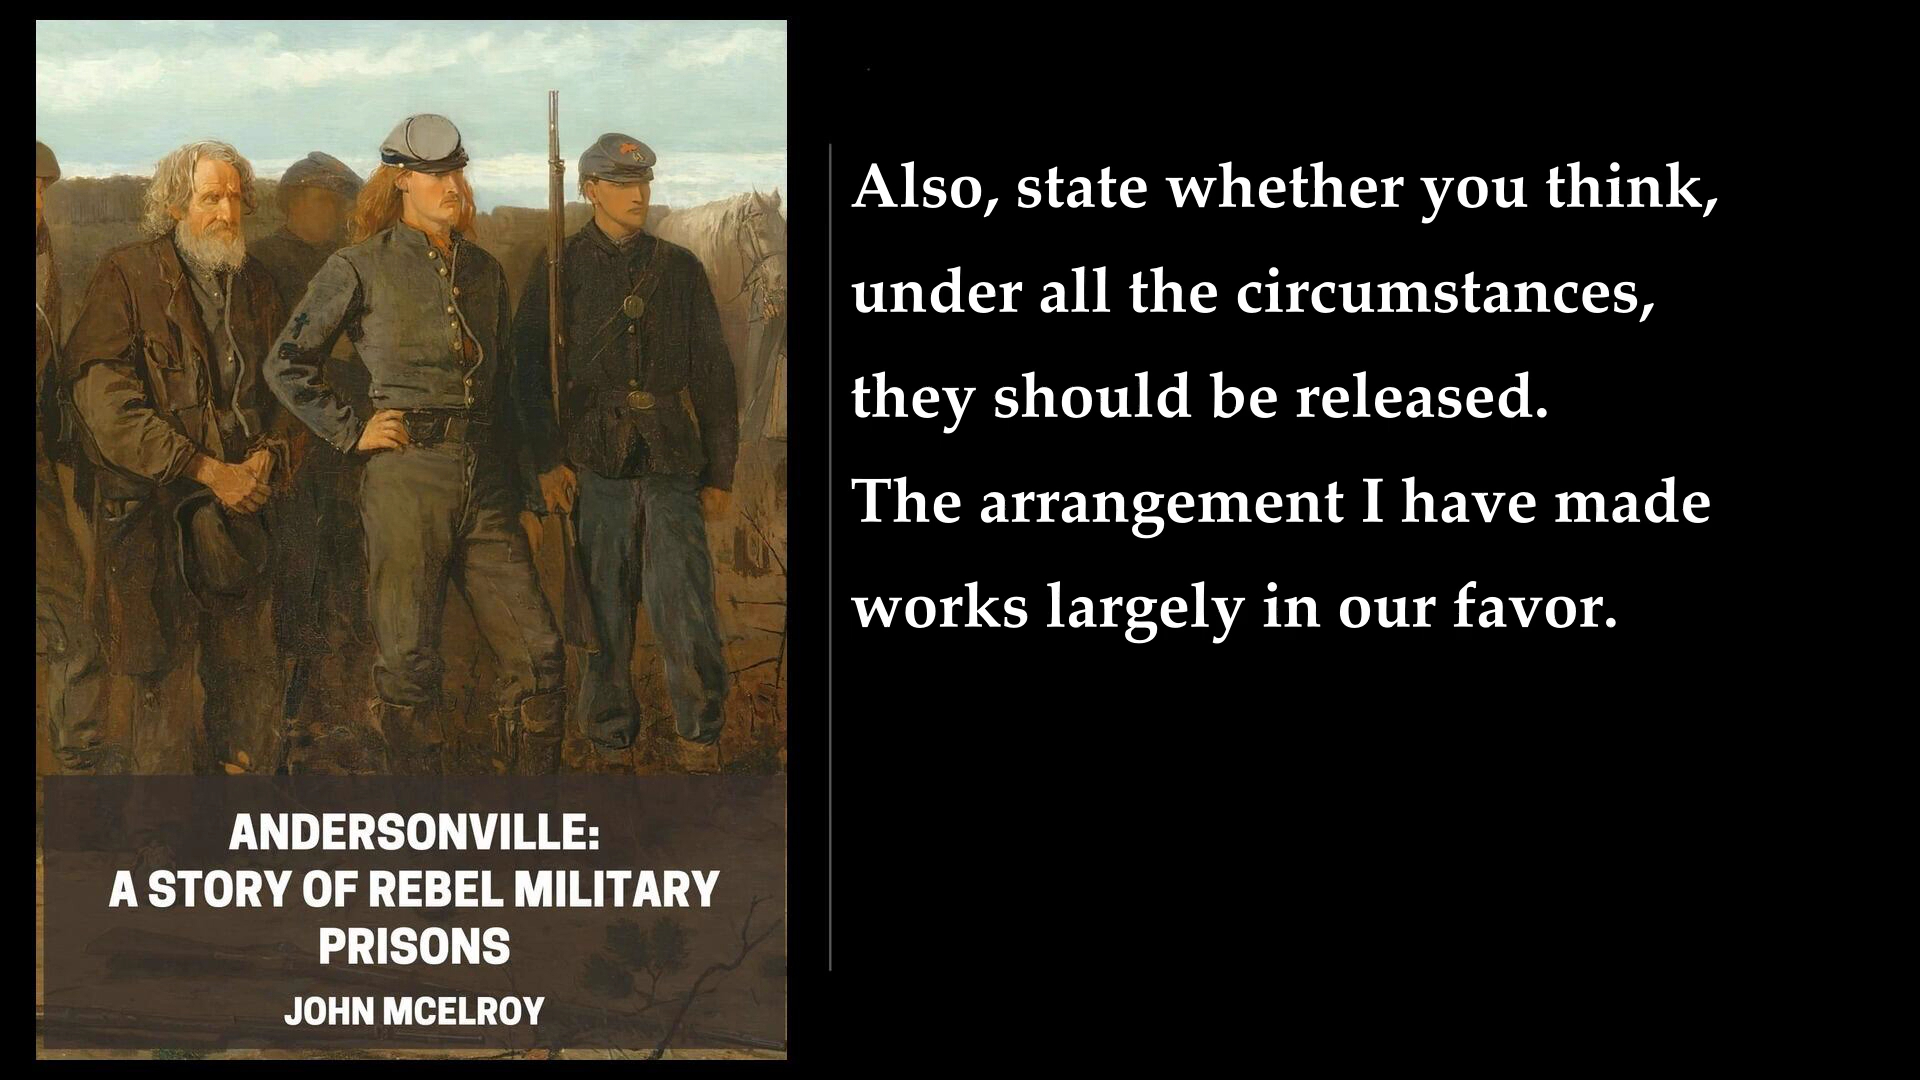 ANDERSONVILLE:
A STORY OF REBEL MILITARY
PRISONS
JOHN MCELROY
Also, state whether you think,
under all the circumstances,
they should be released.
The arrangement I have made
works largely in our favor.